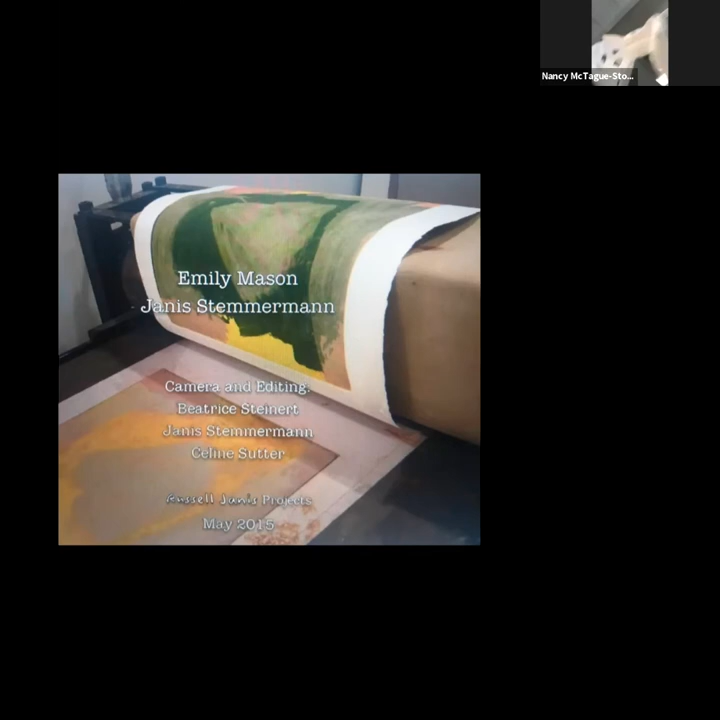 Nancy McTague-Sto...
Emily Mason
Janis Stemmermann
Camera and Editing:
Beatrice Steinert
Janis Stemmermann
Celine Sutter
Russell Janis Projects
May 2015